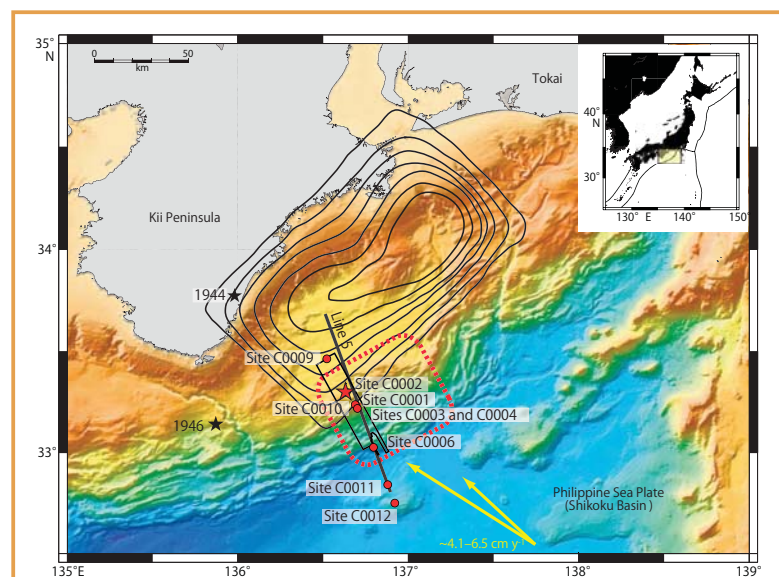 35°
N
0
50
km
Tokai
40°
N
30°
130° E
140°
150°
Kii Peninsula
34°
1944
Line 5
Site C0009
Site C0002
Site C0001
Site C0010
Sites C0003 and C0004
1946
33°
Site C0006
Site C0011
Site C0012
Philippine Sea Plate
(Shikoku Basin)
~4.1–6.5 cm y⁻¹
135°E
136°
137°
138°
139°